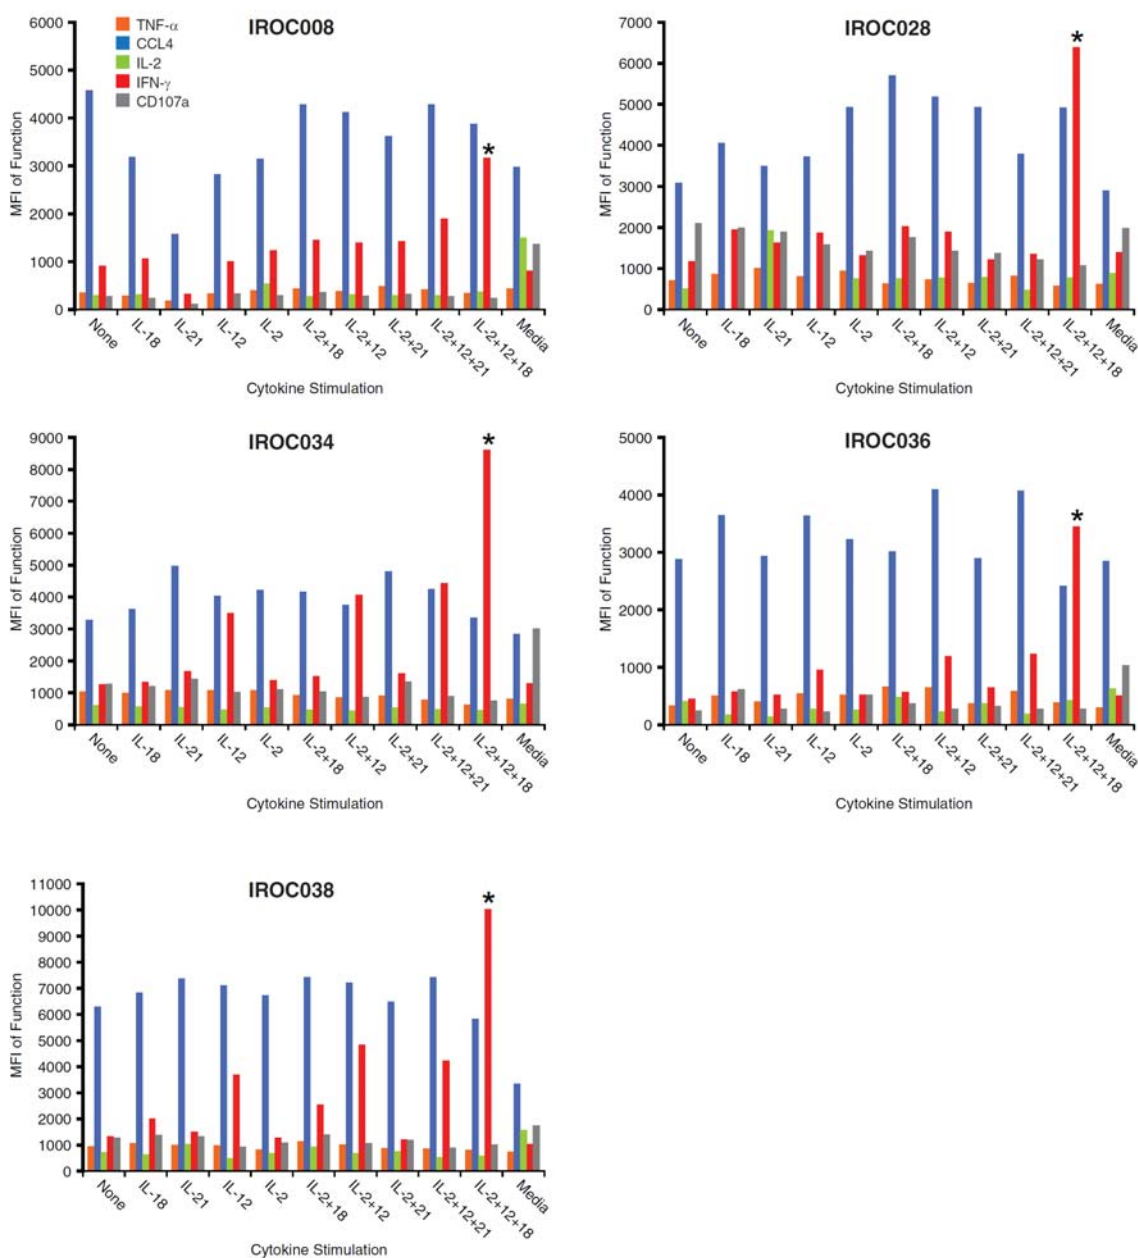 IROC008
TNF-α
CCL4
IL-2
IFN-γ
CD107a
MFI of Function
6000
5000
4000
3000
2000
1000
0
*
None
IL-18
IL-21
IL-12
IL-2
IL-2+18
IL-2+12
IL-2+21
IL-2+12+21
IL-2+12+18
Media
Cytokine Stimulation
IROC028
MFI of Function
7000
6000
5000
4000
3000
2000
1000
0
*
None
IL-18
IL-21
IL-12
IL-2
IL-2+18
IL-2+12
IL-2+21
IL-2+12+21
IL-2+12+18
Media
Cytokine Stimulation
IROC034
MFI of Function
9000
8000
7000
6000
5000
4000
3000
2000
1000
0
*
None
IL-18
IL-21
IL-12
IL-2
IL-2+18
IL-2+12
IL-2+21
IL-2+12+21
IL-2+12+18
Media
Cytokine Stimulation
IROC036
MFI of Function
5000
4000
3000
2000
1000
0
*
None
IL-18
IL-21
IL-12
IL-2
IL-2+18
IL-2+12
IL-2+21
IL-2+12+21
IL-2+12+18
Media
Cytokine Stimulation
IROC038
MFI of Function
11000
10000
9000
8000
7000
6000
5000
4000
3000
2000
1000
0
*
None
IL-18
IL-21
IL-12
IL-2
IL-2+18
IL-2+12
IL-2+21
IL-2+12+21
IL-2+12+18
Media
Cytokine Stimulation